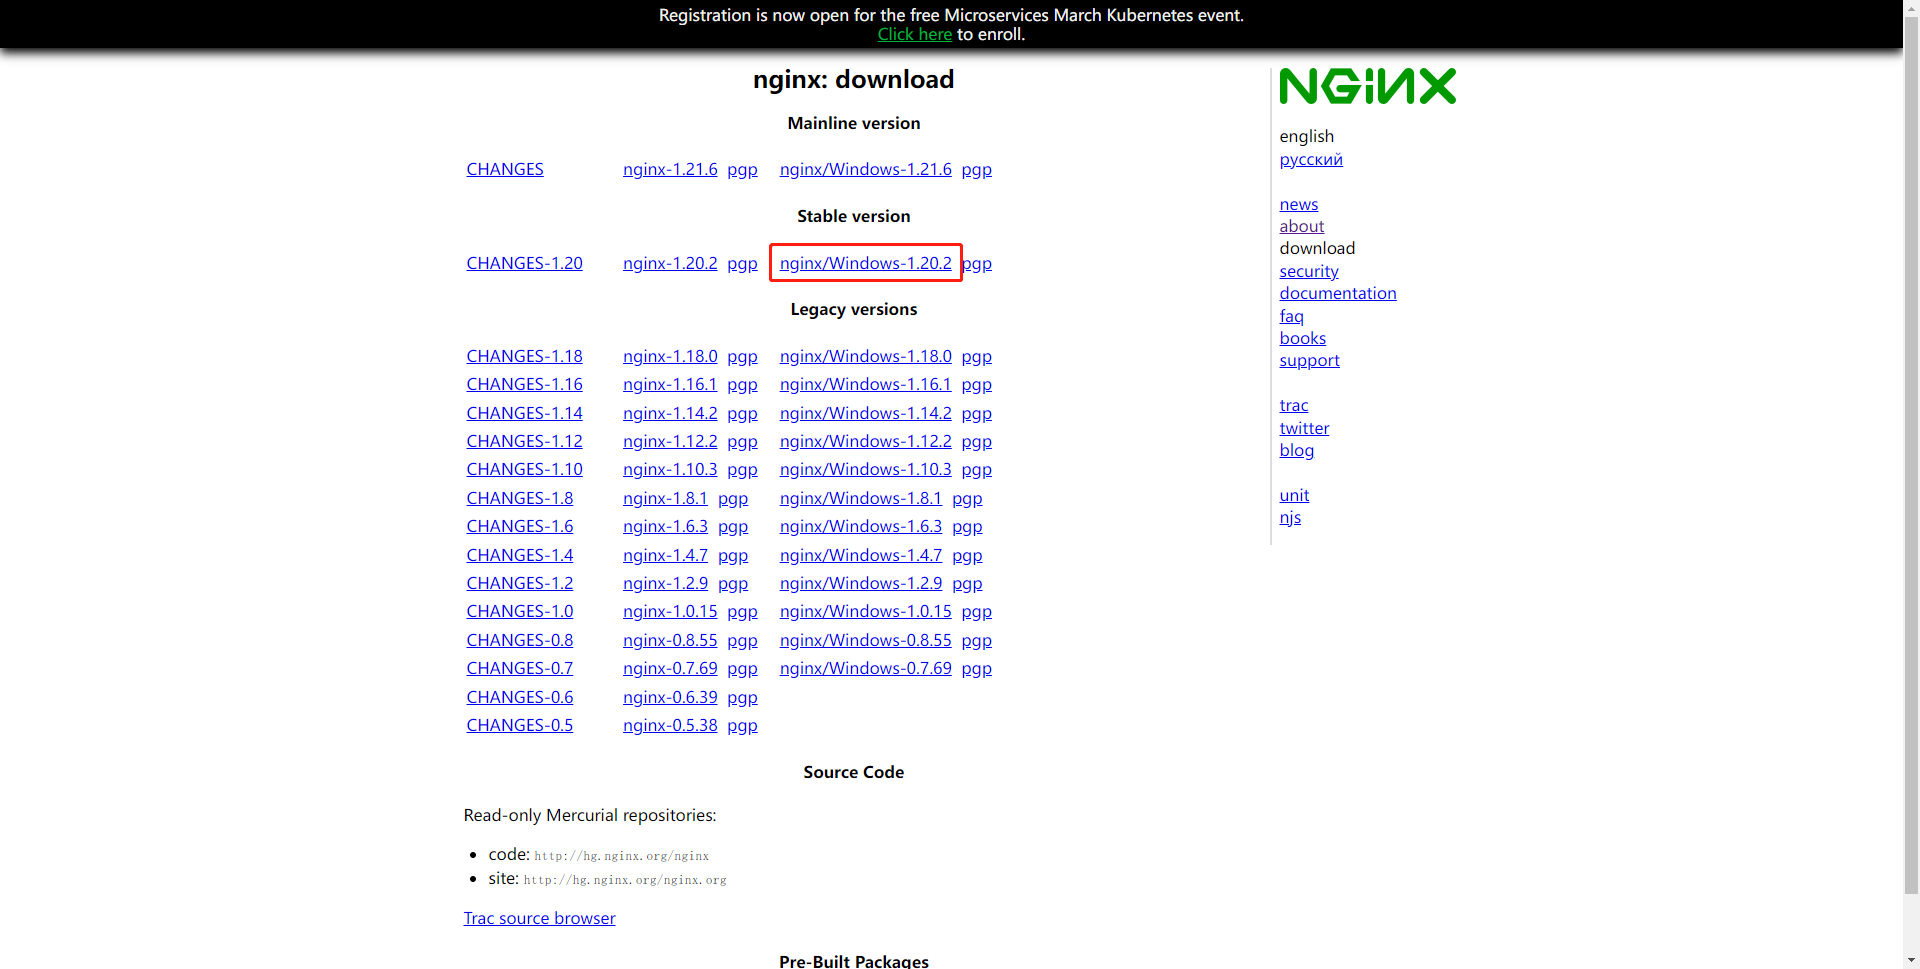 Registration is now open for the free Microservices March Kubernetes event.
Click here to enroll.
nginx: download
Mainline version
CHANGES nginx-1.21.6 pgp nginx/Windows-1.21.6 pgp
Stable version
CHANGES-1.20 nginx-1.20.2 pgp nginx/Windows-1.20.2 pgp
Legacy versions
CHANGES-1.18 nginx-1.18.0 pgp nginx/Windows-1.18.0 pgp
CHANGES-1.16 nginx-1.16.1 pgp nginx/Windows-1.16.1 pgp
CHANGES-1.14 nginx-1.14.2 pgp nginx/Windows-1.14.2 pgp
CHANGES-1.12 nginx-1.12.2 pgp nginx/Windows-1.12.2 pgp
CHANGES-1.10 nginx-1.10.3 pgp nginx/Windows-1.10.3 pgp
CHANGES-1.8 nginx-1.8.1 pgp nginx/Windows-1.8.1 pgp
CHANGES-1.6 nginx-1.6.3 pgp nginx/Windows-1.6.3 pgp
CHANGES-1.4 nginx-1.4.7 pgp nginx/Windows-1.4.7 pgp
CHANGES-1.2 nginx-1.2.9 pgp nginx/Windows-1.2.9 pgp
CHANGES-1.0 nginx-1.0.15 pgp nginx/Windows-1.0.15 pgp
CHANGES-0.8 nginx-0.8.55 pgp nginx/Windows-0.8.55 pgp
CHANGES-0.7 nginx-0.7.69 pgp nginx/Windows-0.7.69 pgp
CHANGES-0.6 nginx-0.6.39 pgp
CHANGES-0.5 nginx-0.5.38 pgp
Source Code
Read-only Mercurial repositories:
code: http://hg.nginx.org/nginx
site: http://hg.nginx.org/nginx.org
Trac source browser
Pre-Built Packages
NGINX
english
русский
news
about
download
security
documentation
faq
books
support
trac
twitter
blog
unit
njs